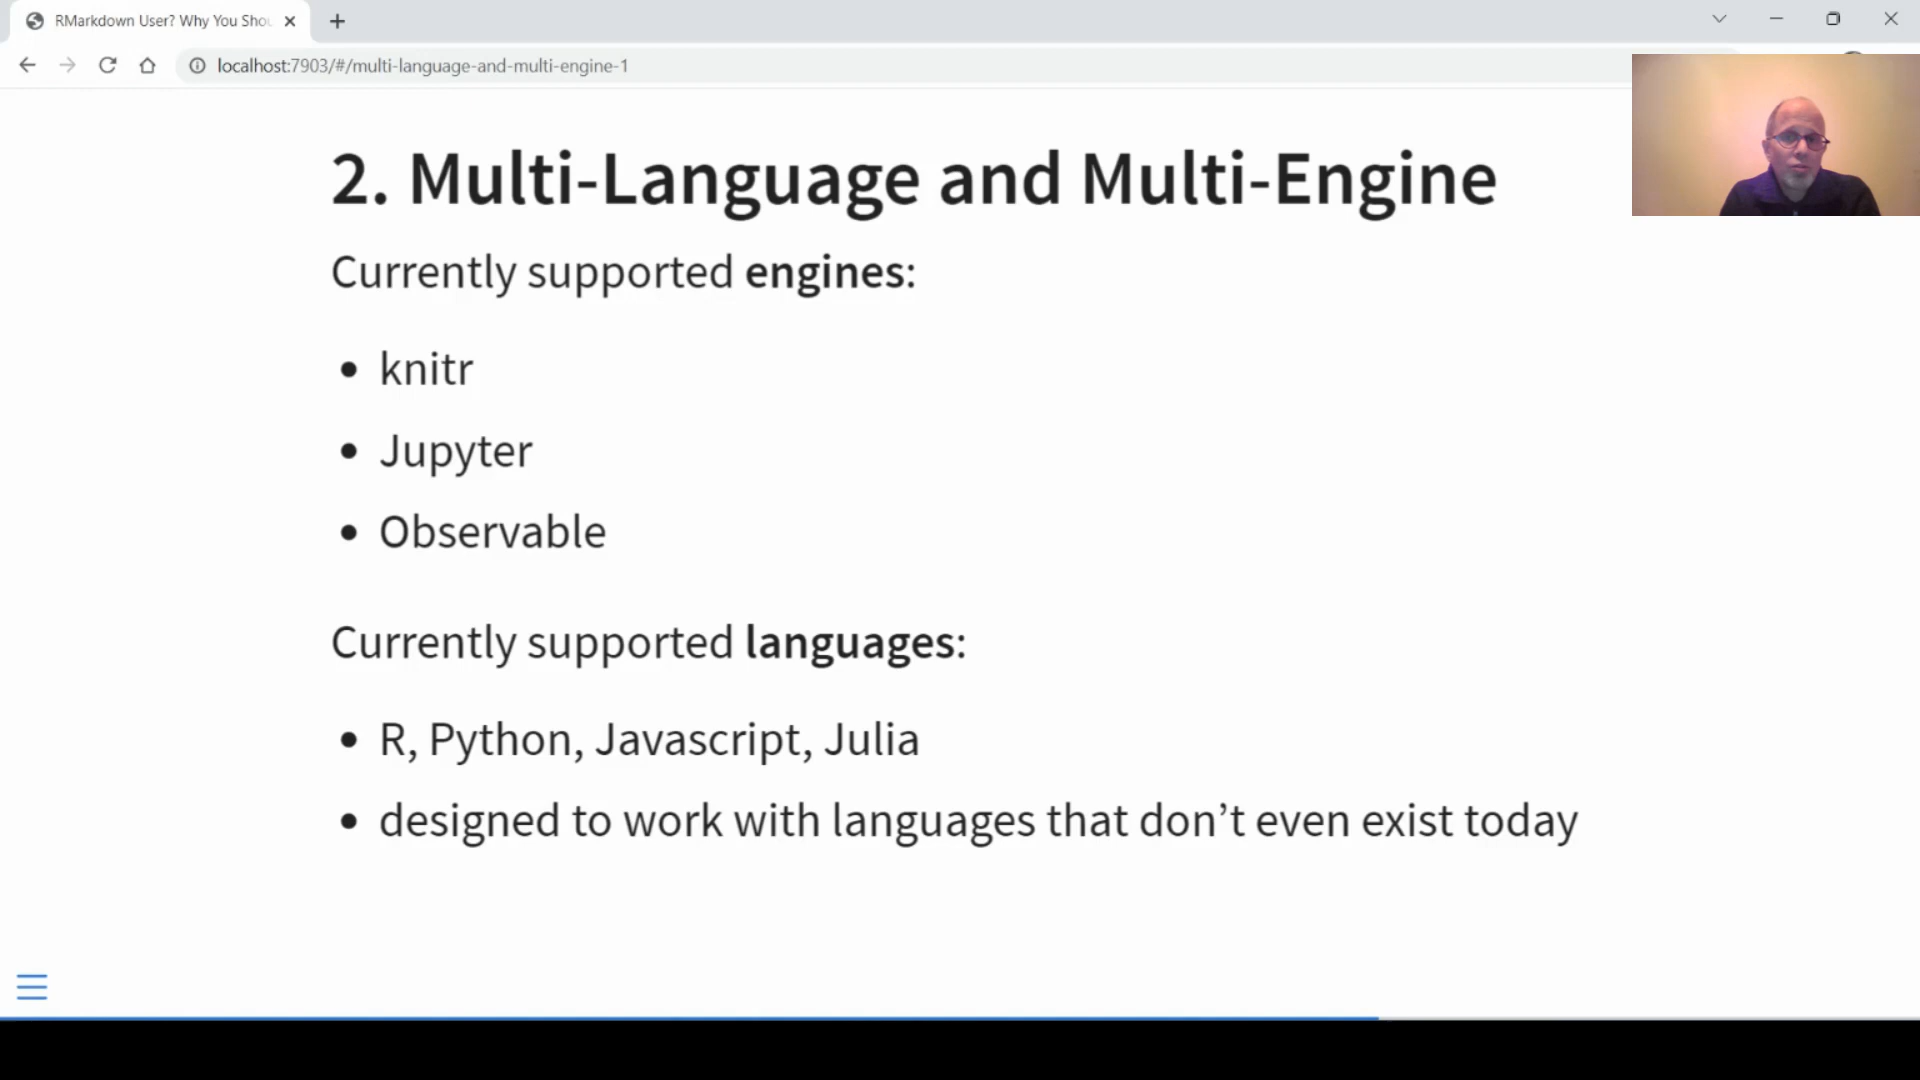 RMarkdown User? Why You Shou
localhost:7903/#/multi-language-and-multi-engine-1
2. Multi-Language and Multi-Engine
Currently supported engines:
• knitr
• Jupyter
• Observable
Currently supported languages:
• R, Python, Javascript, Julia
• designed to work with languages that don’t even exist today